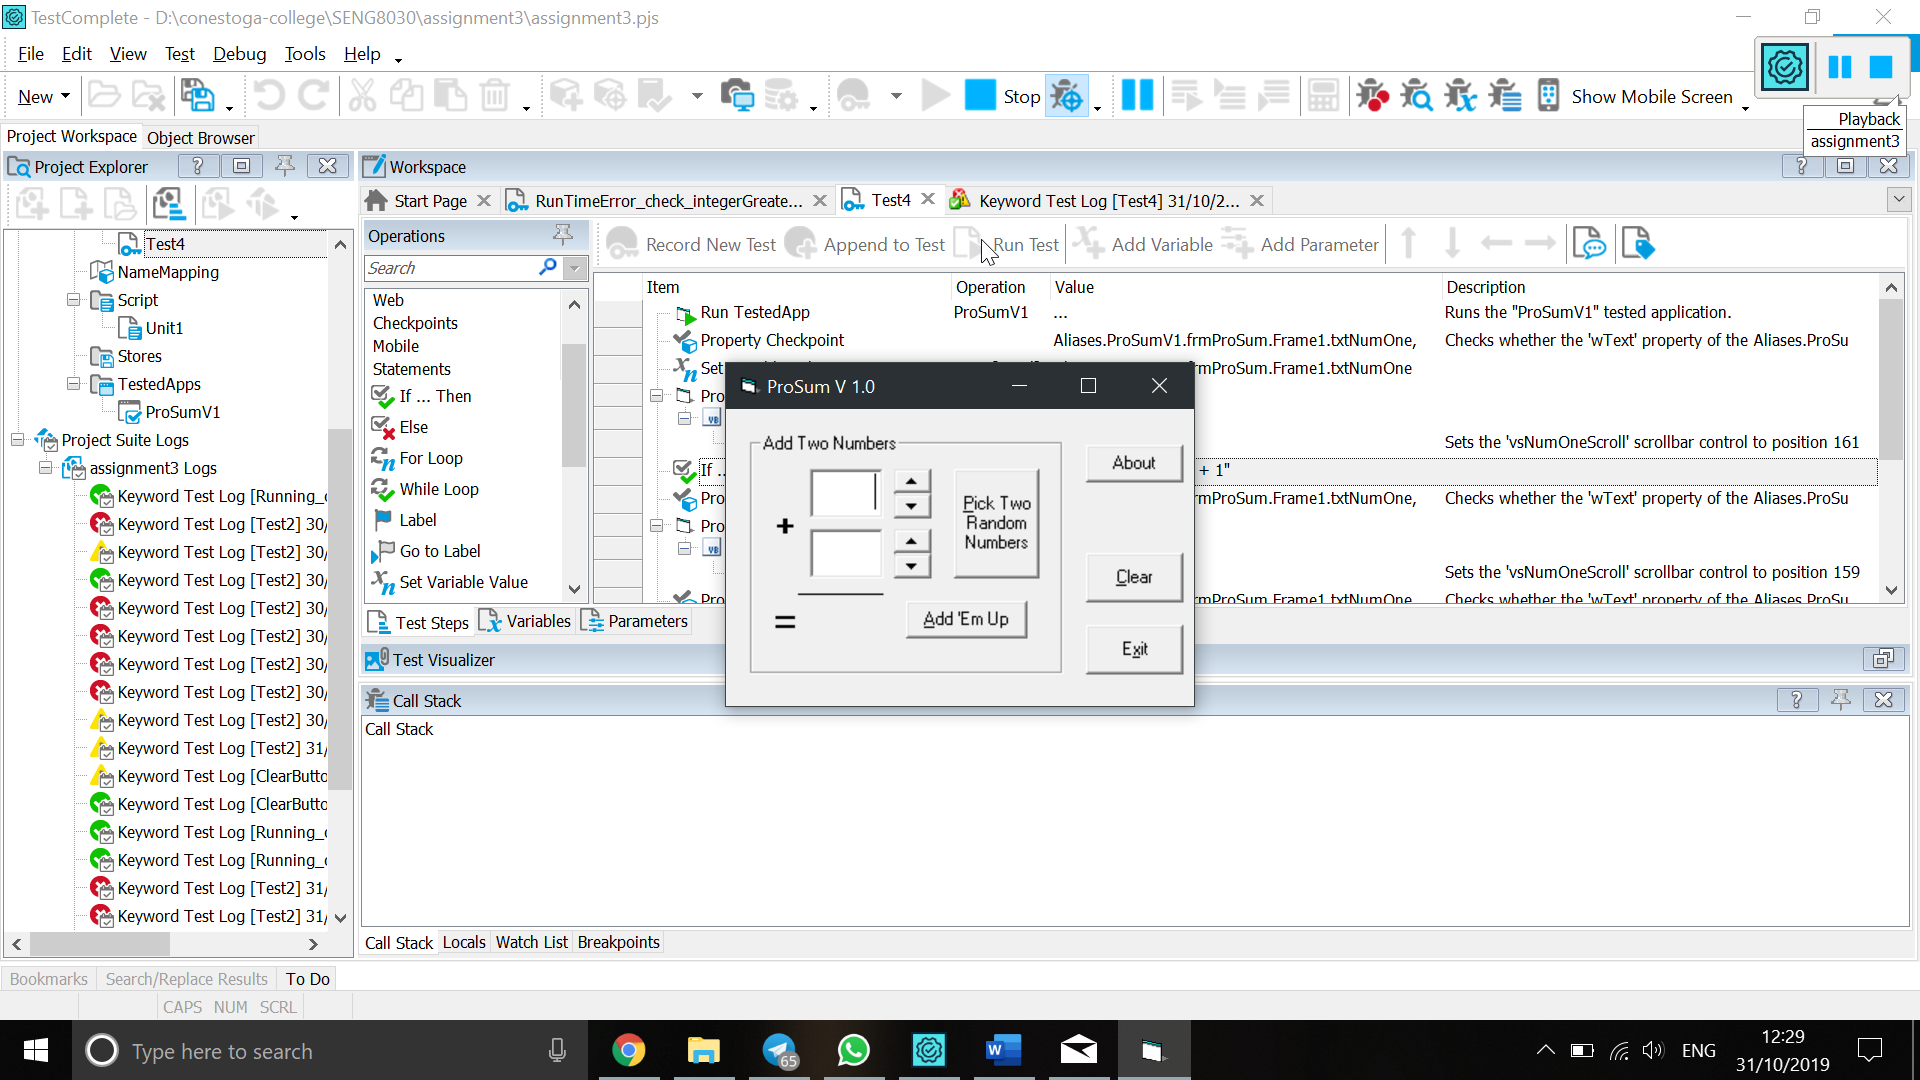 TestComplete - D:\conestoga-college\SENG8030\assignment3\assignment3.pjs
File Edit View Test Tools Debug Help
New
Stop
Show Mobile Screen
Playback
assignment3
Project Workspace Object Browser
Project Explorer
Workspace
Start Page
RunTimeError_check_integerGreate...
Test4
Keyword Test Log [Test4] 31/10/2...
Operations
Search
Record New Test
Append to Test
Run Test
Add Variable
Add Parameter
Test4
NameMapping
Script
Unit1
Stores
TestedApps
ProSumV1
Project Suite Logs
assignment3 Logs
Keyword Test Log [Running_
Keyword Test Log [Test2] 30/
Keyword Test Log [Test2] 30/
Keyword Test Log [Test2] 30/
Keyword Test Log [Test2] 30/
Keyword Test Log [Test2] 30/
Keyword Test Log [Test2] 30/
Keyword Test Log [Test2] 30/
Keyword Test Log [Test2] 30/
Keyword Test Log [Test2] 31/
Keyword Test Log [ClearButto
Keyword Test Log [ClearButto
Keyword Test Log [Running_
Keyword Test Log [Running_
Keyword Test Log [Test2] 31/
Keyword Test Log [Test2] 31/
Web
Checkpoints
Mobile
Statements
If ... Then
Else
For Loop
While Loop
Label
Go to Label
Set Variable Value
Item Operation Value Description
Run TestedApp ProSumV1 ... Runs the "ProSumV1" tested application.
Property Checkpoint Aliases.ProSumV1.frmProSum.Frame1.txtNumOne, Checks whether the 'wText' property of the Aliases.ProSu
Set rmProSum.Frame1.txtNumOne
Pro
Sets the 'vsNumOneScroll' scrollbar control to position 161
If .. + 1"
Pro rmProSum.Frame1.txtNumOne, Checks whether the 'wText' property of the Aliases.ProSu
Pro
Sets the 'vsNumOneScroll' scrollbar control to position 159
Pro rmProSum.Frame1.txtNumOne, Checks whether the 'wText' property of the Aliases.ProSu
ProSum V 1.0
Add Two Numbers
+
=
Pick Two
Random
Numbers
Add 'Em Up
About
Clear
Exit
Test Steps Variables Parameters
Test Visualizer
Call Stack
Call Stack
Call Stack Locals Watch List Breakpoints
Bookmarks Search/Replace Results To Do
CAPS NUM SCRL
Type here to search
65
ENG
12:29
31/10/2019